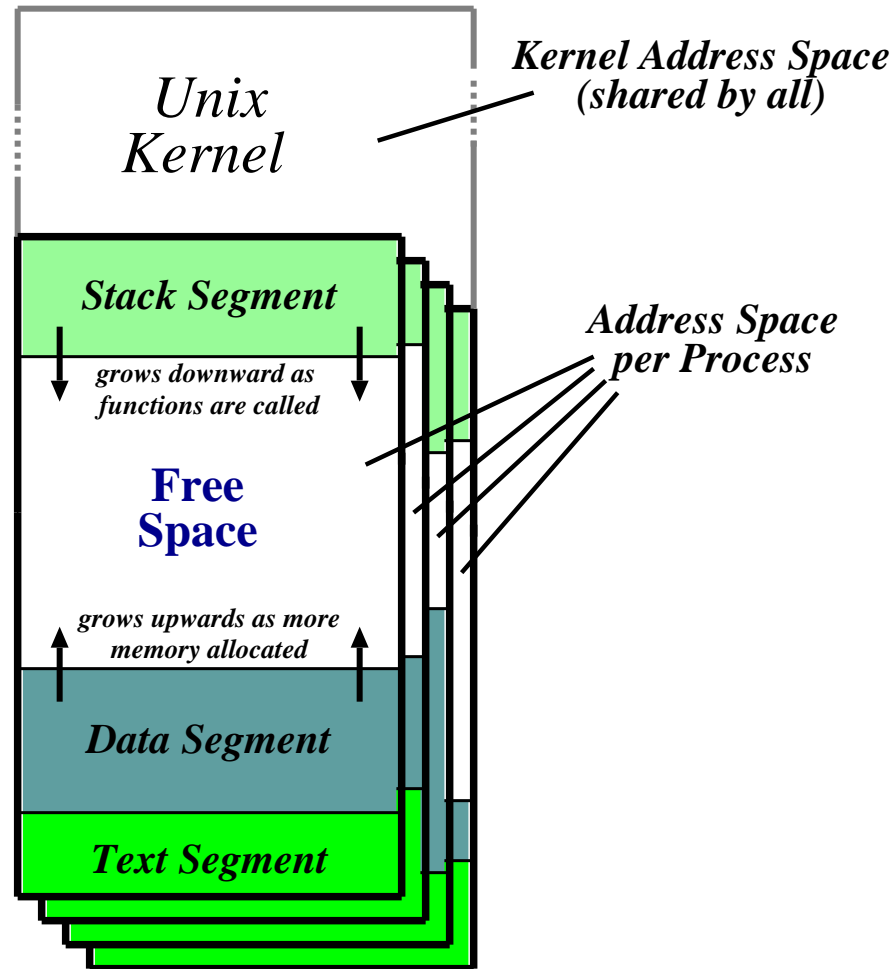 Unix
Kernel
Kernel Address Space
(shared by all)
Stack Segment
grows downward as
functions are called
Address Space
per Process
Free
Space
grows upwards as more
memory allocated
Data Segment
Text Segment